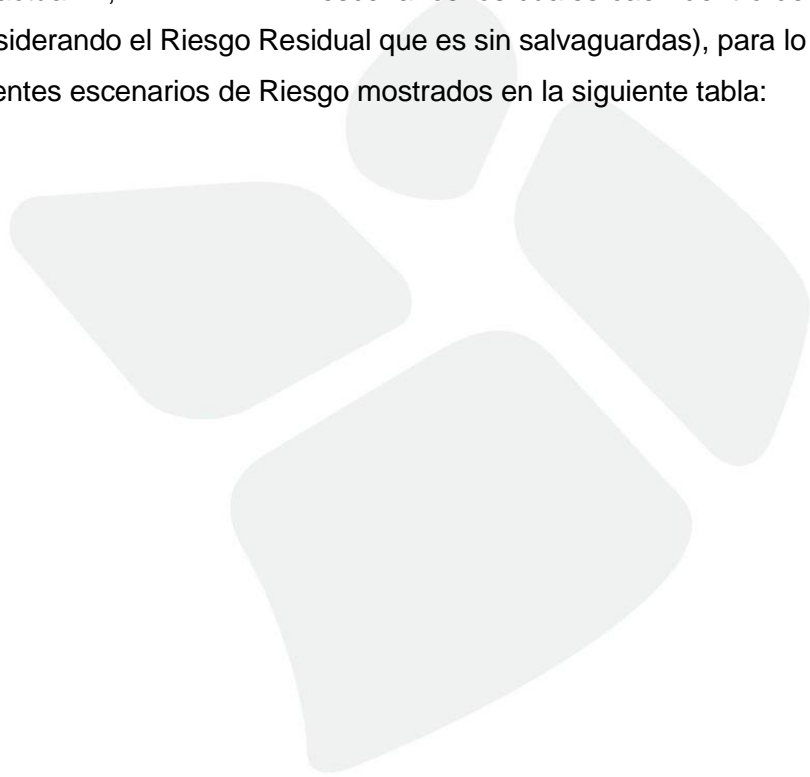 escenarios
siderando el Riesgo Residual que es sin salvaguardas), para lo
entes escenarios de Riesgo mostrados en la siguiente tabla: